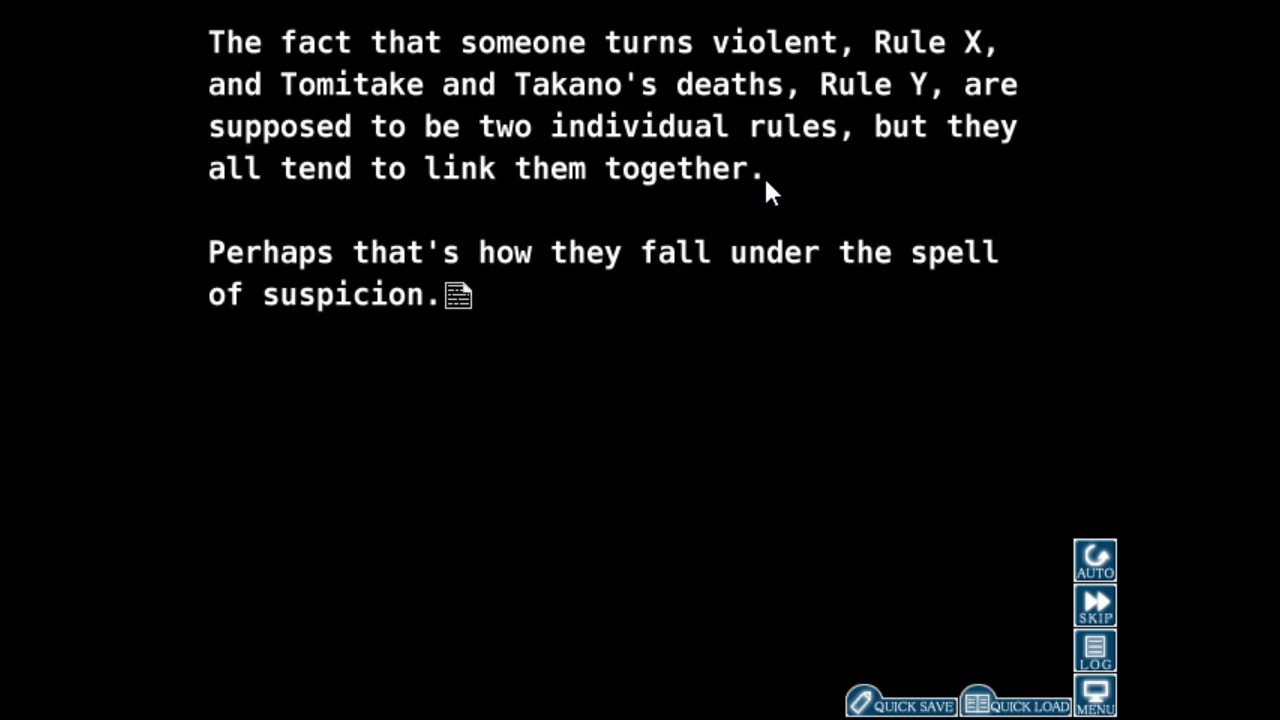 The fact that someone turns violent, Rule X,
and Tomitake and Takano's deaths, Rule Y, are
supposed to be two individual rules, but they
all tend to link them together.
Perhaps that's how they fall under the spell
of suspicion.
AUTO
SKIP
LOG
QUICK SAVE
QUICK LOAD
MENU